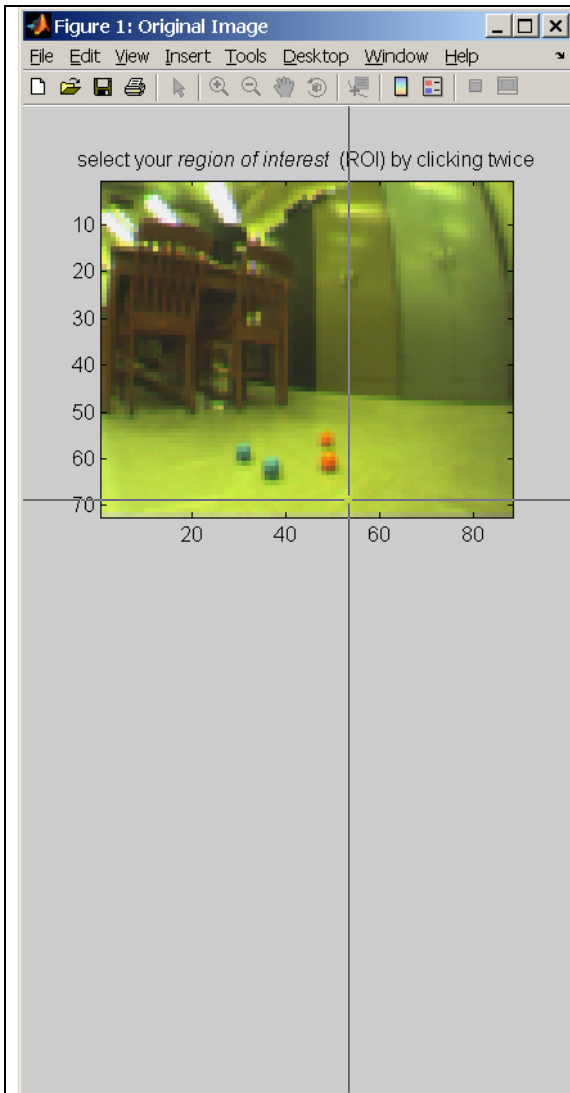 Figure 1: Original Image
File Edit View Insert Tools Desktop Window Help
select your region of interest (ROI) by clicking twice
10
20
30
40
50
60
70
20 40 60 80